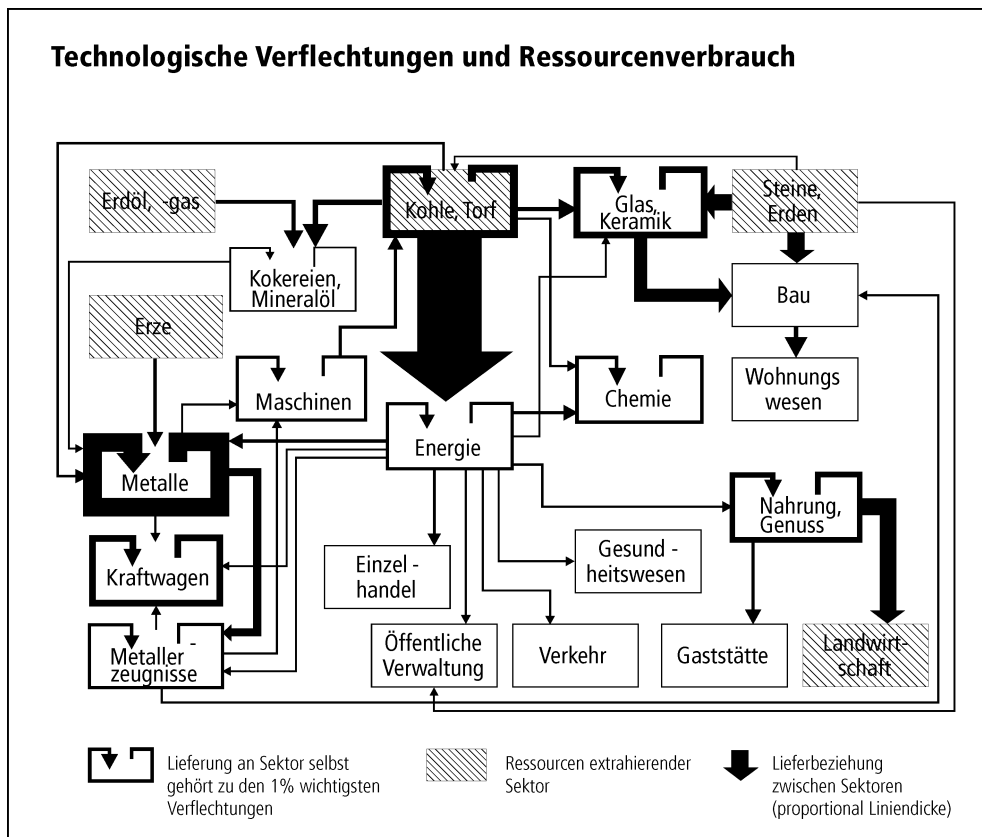 Technologische Verflechtungen und Ressourcenverbrauch
Erdöl, -gas
Kohle, Torf
Glas,
Keramik
Steine,
Erden
Kokereien,
Mineralöl
Bau
Erze
Maschinen
Chemie
Wohnungs
wesen
Energie
Metalle
Nahrung,
Genuss
Kraftwagen
Einzel -
handel
Gesund -
heitswesen
Metaller -
zeugnisse
Öffentliche
Verwaltung
Verkehr
Gaststätte
Landwirt-
schaft
Lieferung an Sektor selbst
gehört zu den 1% wichtigsten
Verflechtungen
Ressourcen extrahierender
Sektor
Lieferbeziehung
zwischen Sektoren
(proportional Liniendicke)